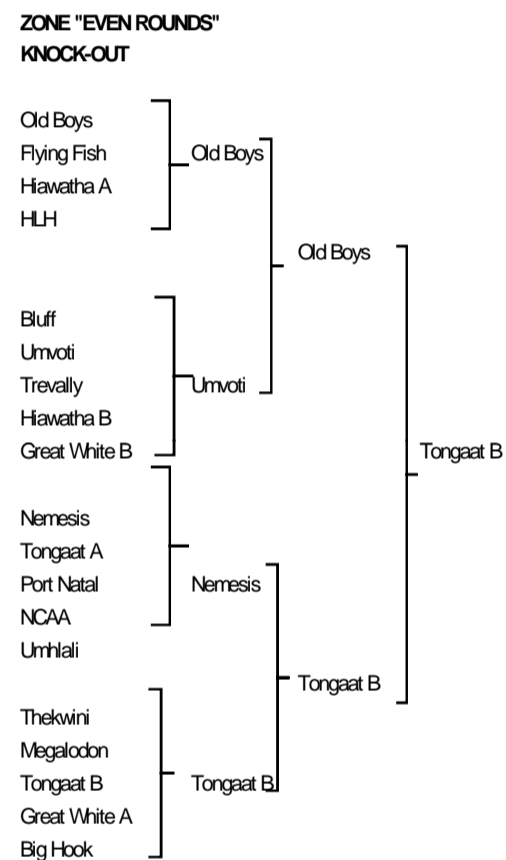 ZONE "EVEN ROUNDS"
KNOCK-OUT
Old Boys
Flying Fish
Hiawatha A
HLH
Old Boys
Old Boys
Bluff
Umvoti
Trevally
Hiawatha B
Great White B
Umvoti
Tongaat B
Nemesis
Tongaat A
Port Natal
NCAA
Umhlali
Nemesis
Tongaat B
Thekwini
Megalodon
Tongaat B
Great White A
Big Hook
Tongaat B